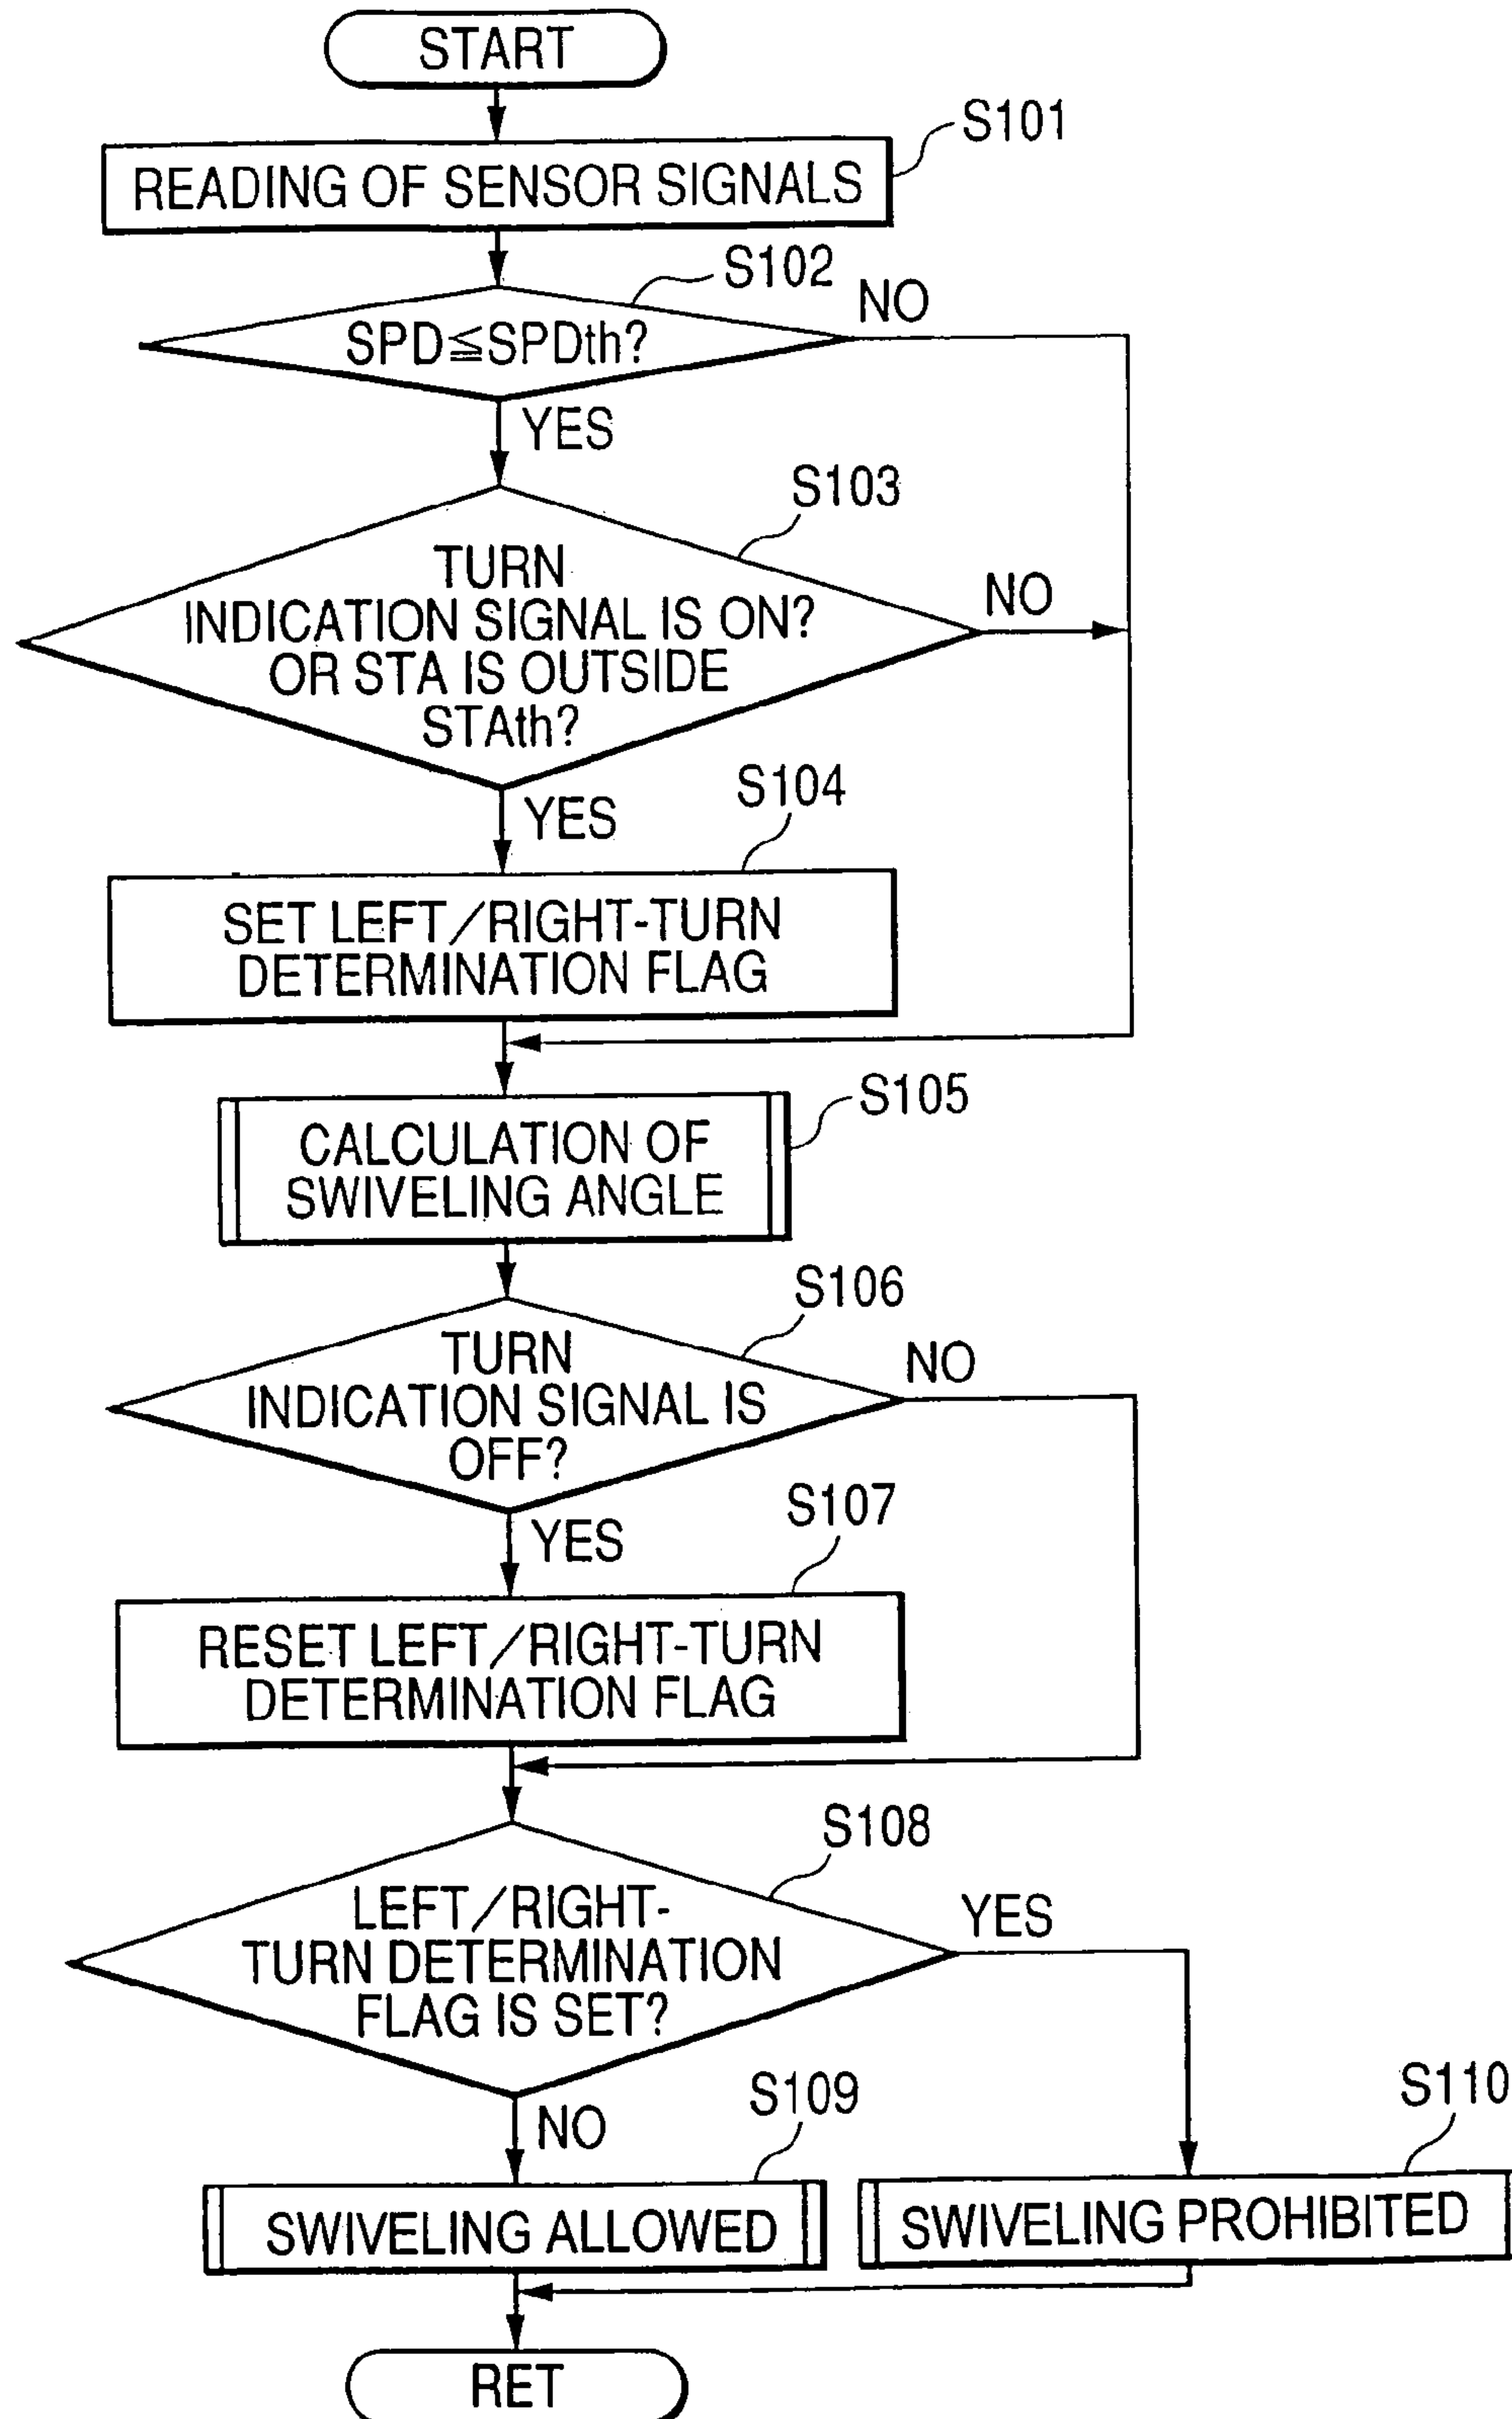 START
S101
READING OF SENSOR SIGNALS
S102
NO
SPD≦SPDth?
YES
S103
TURN
INDICATION SIGNAL IS ON?
OR STA IS OUTSIDE
STAth?
NO
YES
S104
SET LEFT/RIGHT-TURN
DETERMINATION FLAG
S105
CALCULATION OF
SWIVELING ANGLE
S106
TURN
INDICATION SIGNAL IS
OFF?
NO
YES
S107
RESET LEFT/RIGHT-TURN
DETERMINATION FLAG
S108
LEFT/RIGHT-
TURN DETERMINATION
FLAG IS SET?
YES
NO
S109
S110
SWIVELING ALLOWED
SWIVELING PROHIBITED
RET